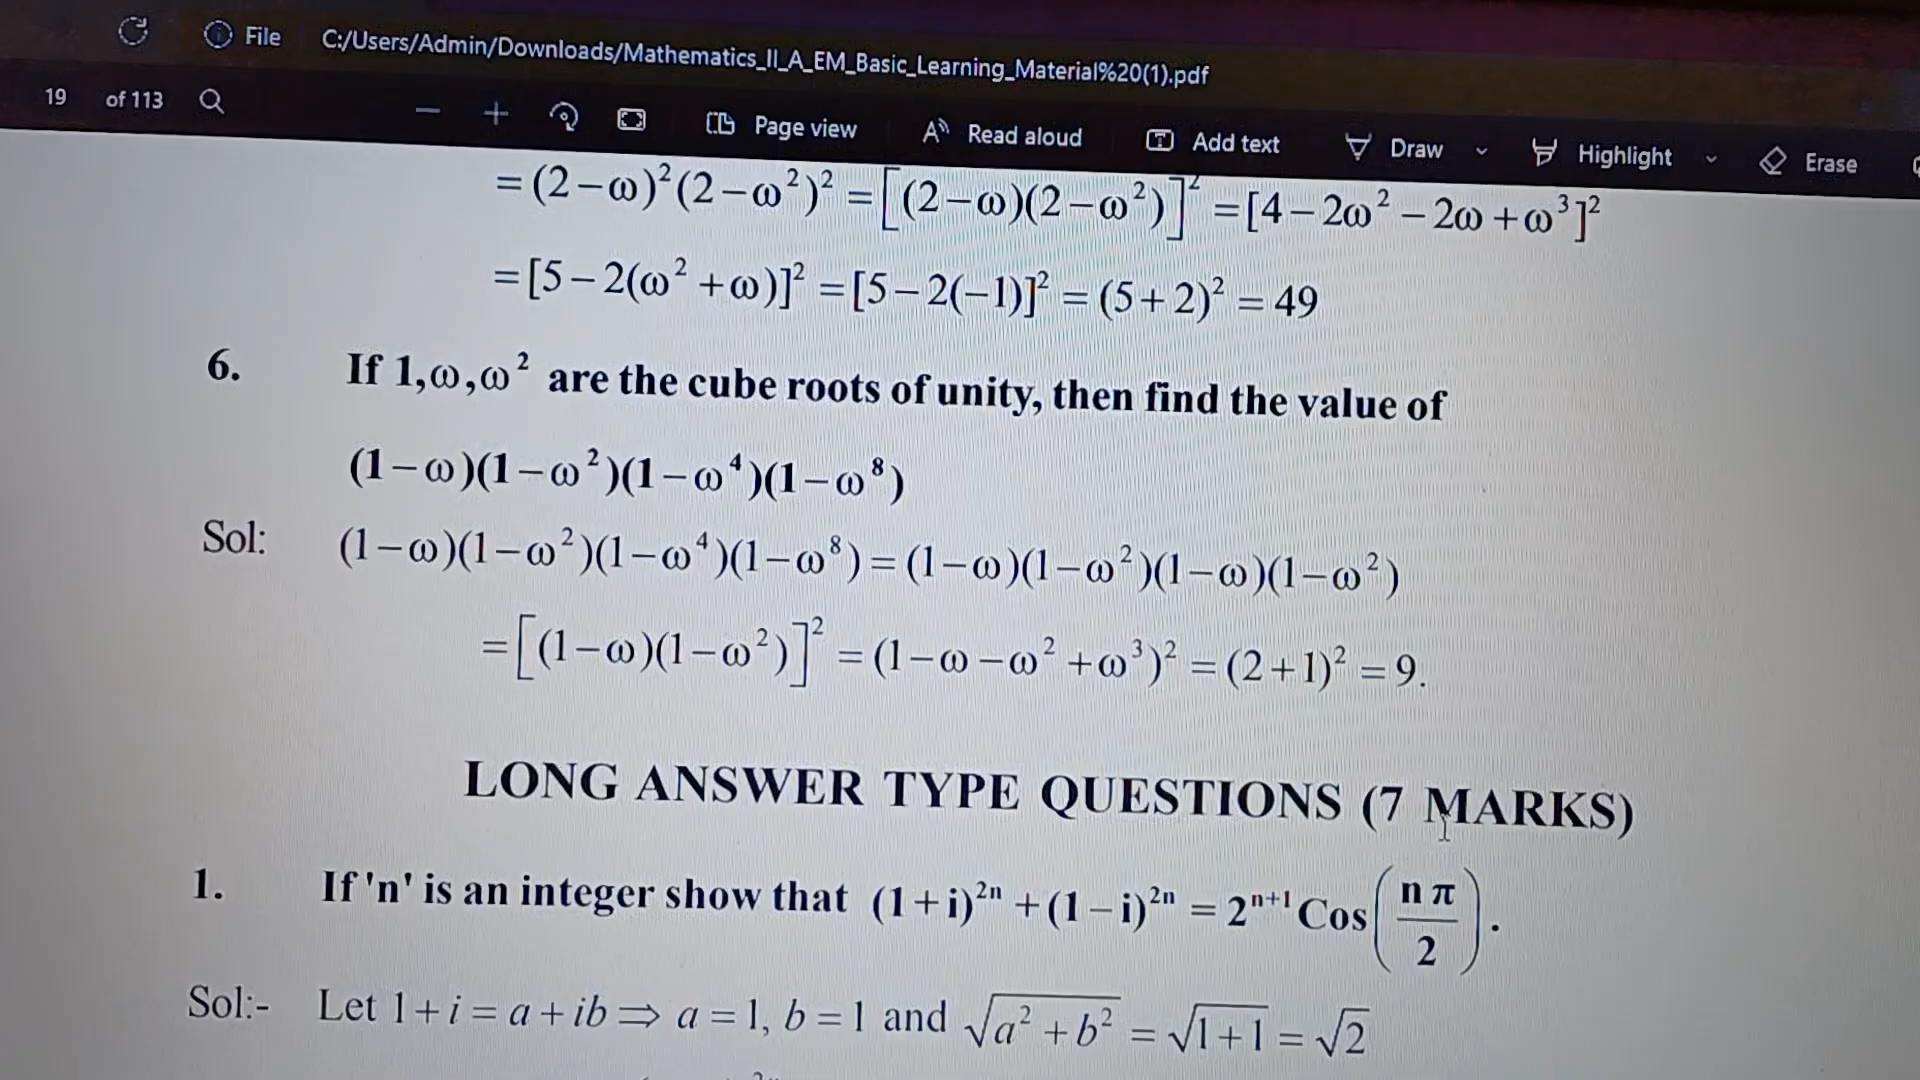 File C:/Users/Admin/Downloads/Mathematics_II_A_EM_Basic_Learning_Material%20(1).pdf
19 of 113 Page view Read aloud Add text Draw Highlight Erase
=(2−ω)²(2−ω²)² =[(2−ω)(2−ω²)]² =[4−2ω²−2ω+ω³]²
=[5−2(ω²+ω)]² =[5−2(−1)]² =(5+2)² =49
6. If 1,ω,ω² are the cube roots of unity, then find the value of
(1−ω)(1−ω²)(1−ω⁴)(1−ω⁸)
Sol: (1−ω)(1−ω²)(1−ω⁴)(1−ω⁸)=(1−ω)(1−ω²)(1−ω)(1−ω²)
=[(1−ω)(1−ω²)]² =(1−ω−ω²+ω³)² =(2+1)² =9.
LONG ANSWER TYPE QUESTIONS (7 MARKS)
1. If 'n' is an integer show that (1+i)²ⁿ +(1−i)²ⁿ = 2ⁿ⁺¹ Cos(nπ/2).
Sol:- Let 1+i = a+ib ⇒ a=1, b=1 and √(a²+b²) = √(1+1) = √2